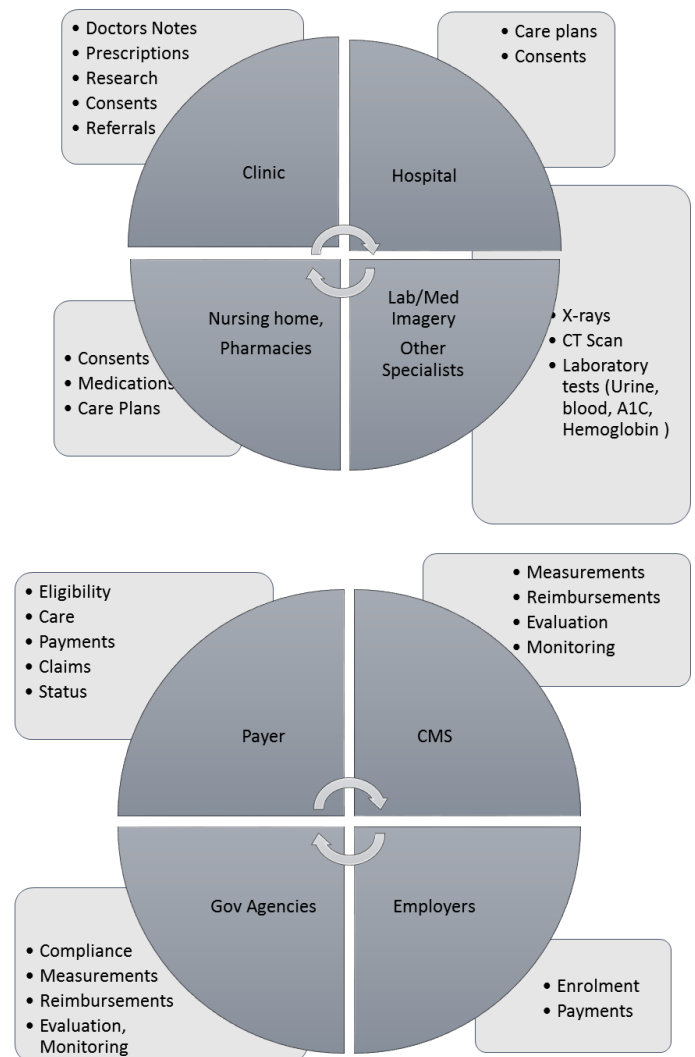 • Doctors Notes
• Prescriptions
• Research
• Consents
• Referrals
• Care plans
• Consents
Clinic
Hospital
Nursing home,
Pharmacies
Lab/Med
Imagery
Other
Specialists
• Consents
• Medications
• Care Plans
• X-rays
• CT Scan
• Laboratory
tests (Urine,
blood, A1C,
Hemoglobin )
• Eligibility
• Care
• Payments
• Claims
• Status
• Measurements
• Reimbursements
• Evaluation
• Monitoring
Payer
CMS
Gov Agencies
Employers
• Compliance
• Measurements
• Reimbursements
• Evaluation,
Monitoring
• Enrolment
• Payments